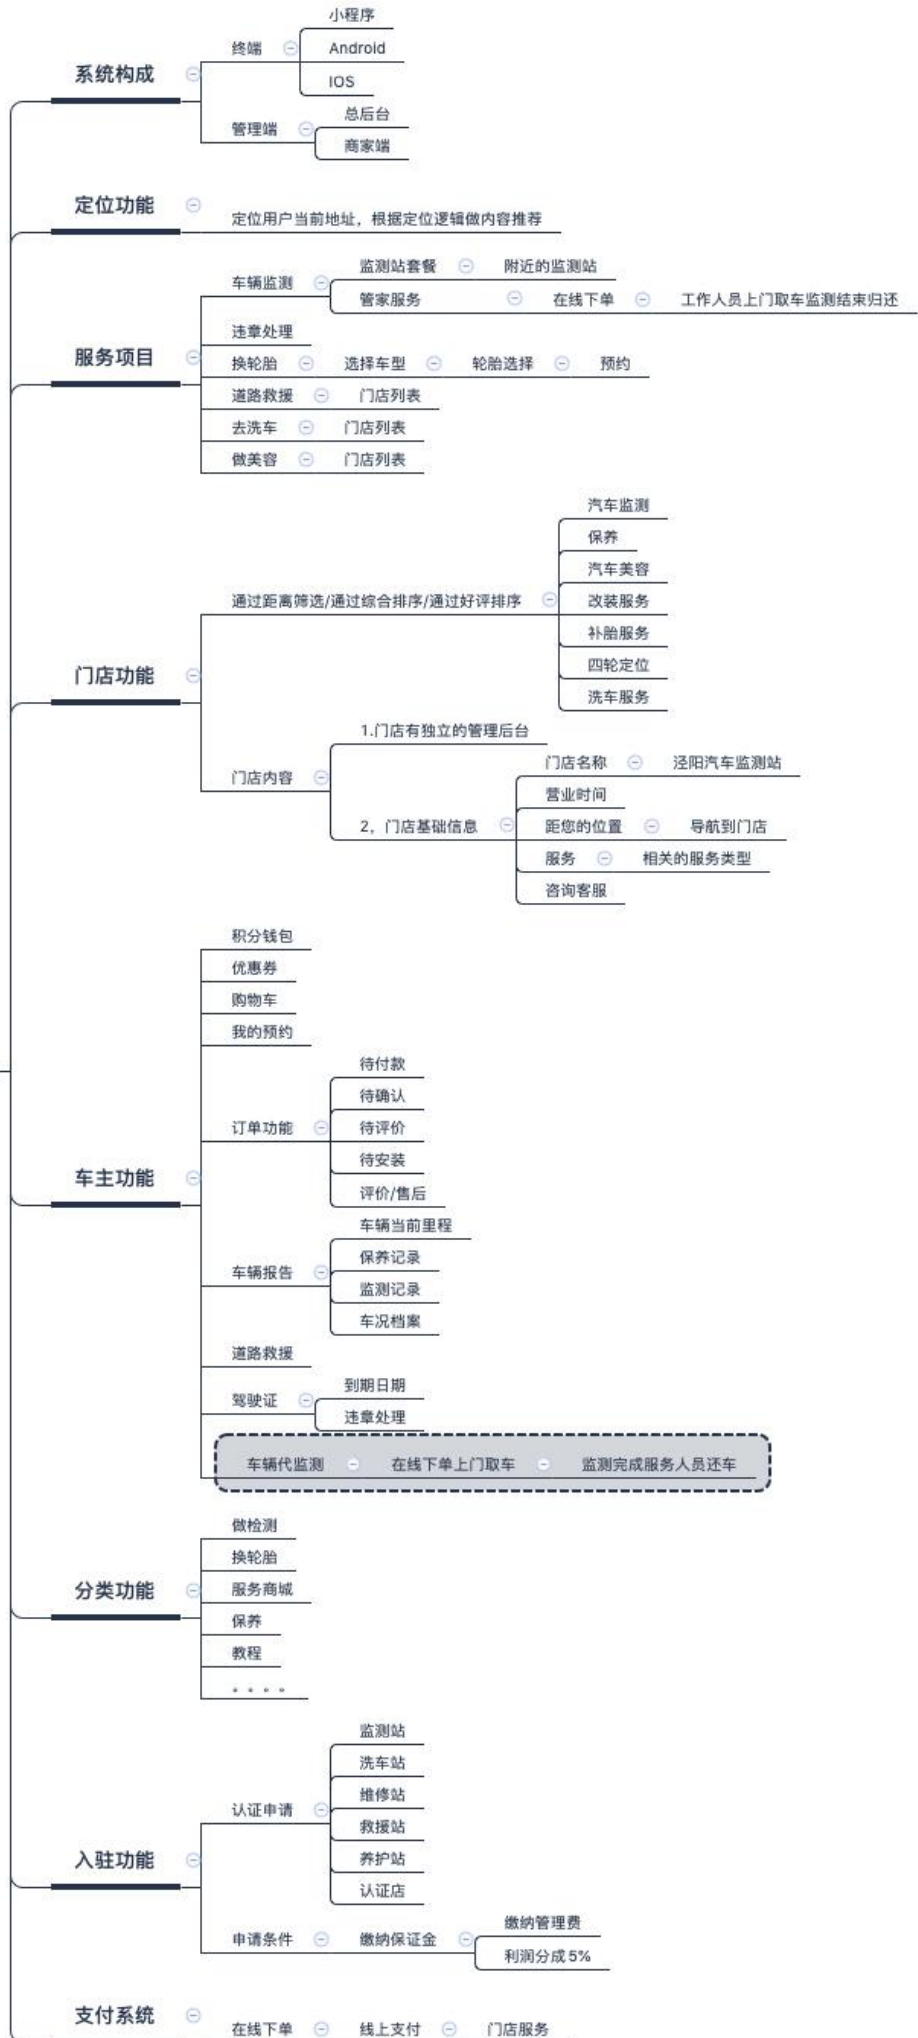 小程序
终端
Android
系统构成
IOS
总后台
管理端
商家端
定位功能
定位用户当前地址，根据定位逻辑做内容推荐
监测站套餐
附近的监测站
车辆监测
管家服务
在线下单
工作人员上门取车监测结束归还
违章处理
服务项目
换轮胎
选择车型
轮胎选择
预约
道路救援
门店列表
去洗车
门店列表
做美容
门店列表
汽车监测
保养
汽车美容
通过距离筛选/通过综合排序/通过好评排序
改装服务
补胎服务
四轮定位
门店功能
洗车服务
1.门店有独立的管理后台
门店名称
泾阳汽车监测站
门店内容
营业时间
2，门店基础信息
距您的位置
导航到门店
服务
相关的服务类型
咨询客服
积分钱包
优惠券
购物车
我的预约
待付款
待确认
订单功能
待评价
待安装
车主功能
评价/售后
车辆当前里程
保养记录
车辆报告
监测记录
车况档案
道路救援
到期日期
驾驶证
违章处理
车辆代监测
在线下单上门取车
监测完成服务人员还车
做检测
换轮胎
分类功能
服务商城
保养
教程
。。。。
监测站
洗车站
维修站
认证申请
救援站
入驻功能
养护站
认证店
缴纳管理费
申请条件
缴纳保证金
利润分成5%
支付系统
在线下单
线上支付
门店服务